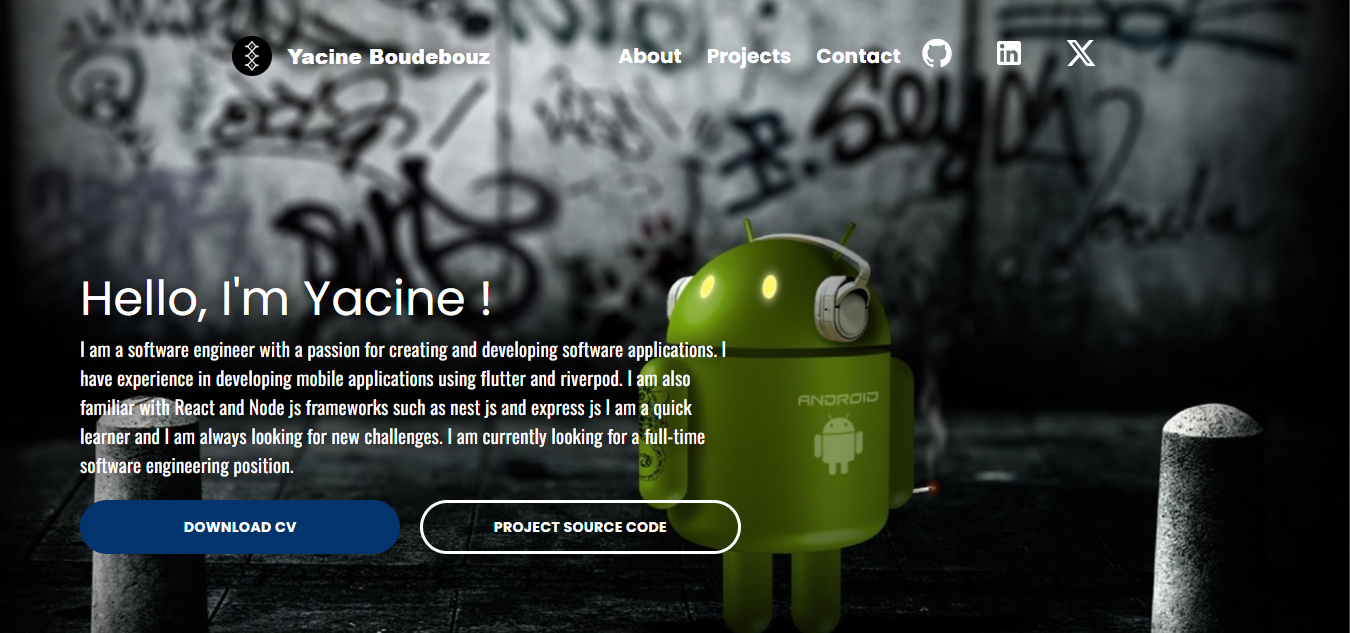 Yacine Boudebouz
About Projects Contact
Hello, I'm Yacine !
I am a software engineer with a passion for creating and developing software applications. I
have experience in developing mobile applications using flutter and riverpod. I am also
familiar with React and Node js frameworks such as nest js and express js I am a quick
learner and I am always looking for new challenges. I am currently looking for a full-time
software engineering position.
DOWNLOAD CV
PROJECT SOURCE CODE
ANDROID